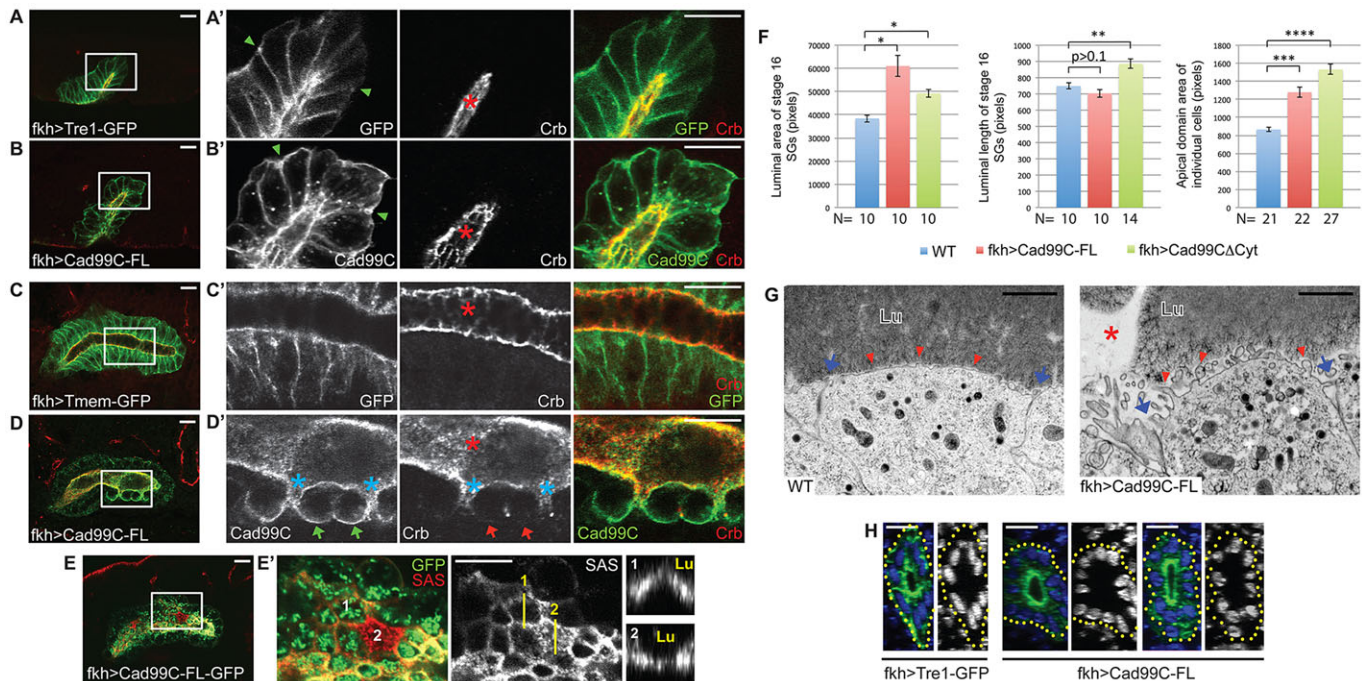 A
fkh>Tre1-GFP
A'
GFP
Crb
GFP Crb
B
fkh>Cad99C-FL
B'
Cad99C
Crb
Cad99C Crb
C
fkh>Tmem-GFP
C'
GFP
Crb
Crb
GFP
D
fkh>Cad99C-FL
D'
Cad99C
Crb
Cad99C Crb
E
fkh>Cad99C-FL-GFP
E'
GFP
SAS
1
2
SAS
1
2
1 Lu
2 Lu
F
Luminal area of stage 16
SGs (pixels)
70000
60000
50000
40000
30000
20000
10000
0
*
*
N= 10 10 10
Luminal length of stage 16
SGs (pixels)
1000
900
800
700
600
500
400
300
200
100
0
**
p>0.1
N= 10 10 14
Apical domain area of
individual cells (pixels)
1800
1600
1400
1200
1000
800
600
400
200
0
****
***
N= 21 22 27
WT fkh>Cad99C-FL fkh>Cad99CΔCyt
G
Lu
WT
Lu
fkh>Cad99C-FL
H
fkh>Tre1-GFP
fkh>Cad99C-FL